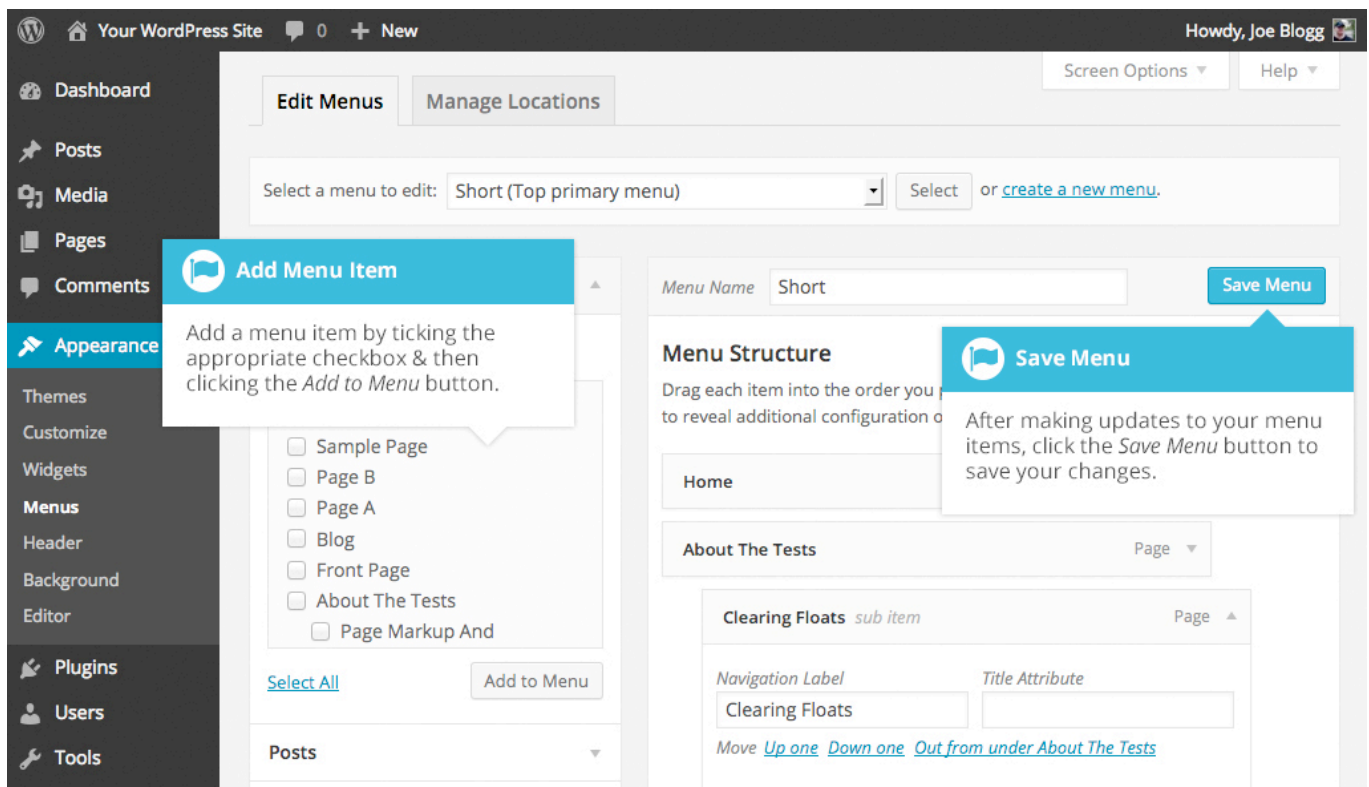 Your WordPress Site 0 + New Howdy, Joe Blogg
Screen Options Help
Dashboard
Posts
Media
Pages
Comments
Appearance
Themes
Customize
Widgets
Menus
Header
Background
Editor
Plugins
Users
Tools
Edit Menus Manage Locations
Select a menu to edit: Short (Top primary menu) Select or create a new menu.
Add Menu Item
Add a menu item by ticking the
appropriate checkbox & then
clicking the Add to Menu button.
Sample Page
Page B
Page A
Blog
Front Page
About The Tests
Page Markup And
Select All Add to Menu
Posts
Menu Name Short Save Menu
Menu Structure
Drag each item into the order you
to reveal additional configuration
Save Menu
After making updates to your menu
items, click the Save Menu button to
save your changes.
Home
About The Tests Page
Clearing Floats sub item Page
Navigation Label Title Attribute
Clearing Floats
Move Up one Down one Out from under About The Tests